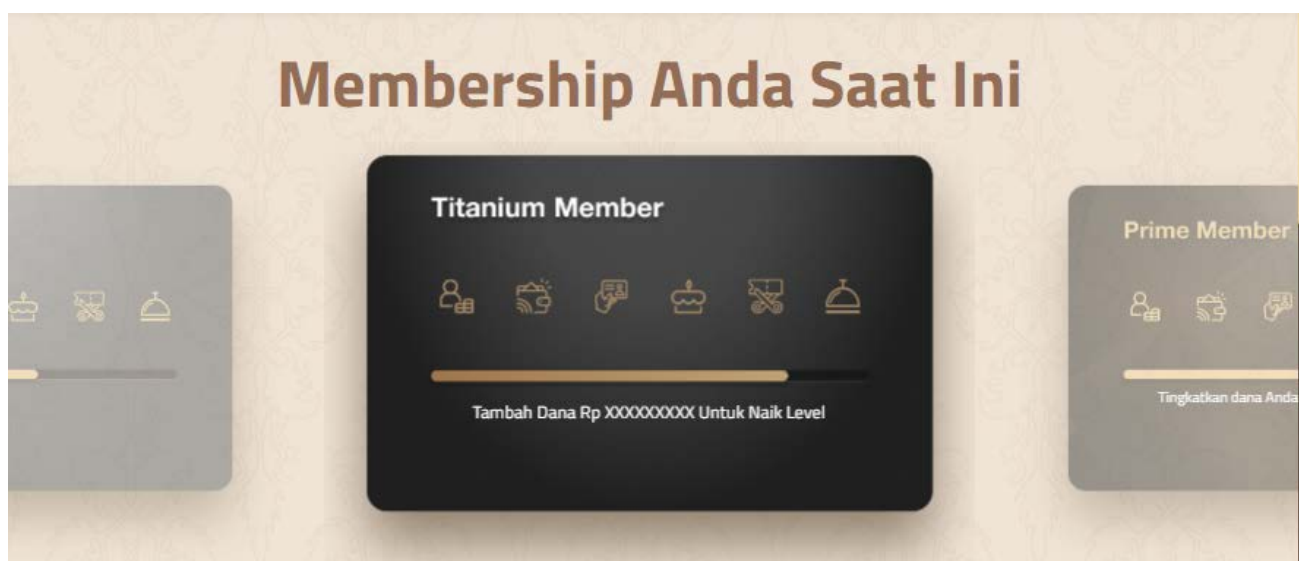 Membership Anda Saat Ini
Titanium Member
Tambah Dana Rp XXXXXXXXX Untuk Naik Level
Prime Member
Tingkatkan dana Anda